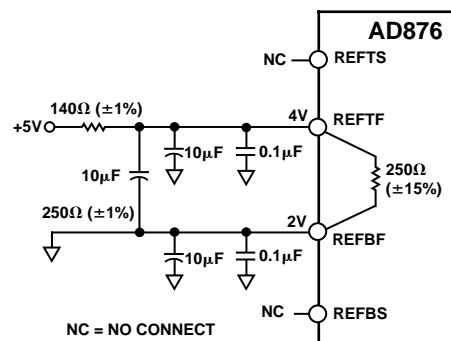 AD876
NC
REFTS
140Ω (±1%)
4V
REFTF
+5V
10µF
0.1µF
250Ω
(±15%)
10µF
250Ω (±1%)
2V
REFBF
10µF
0.1µF
NC
REFBS
NC = NO CONNECT